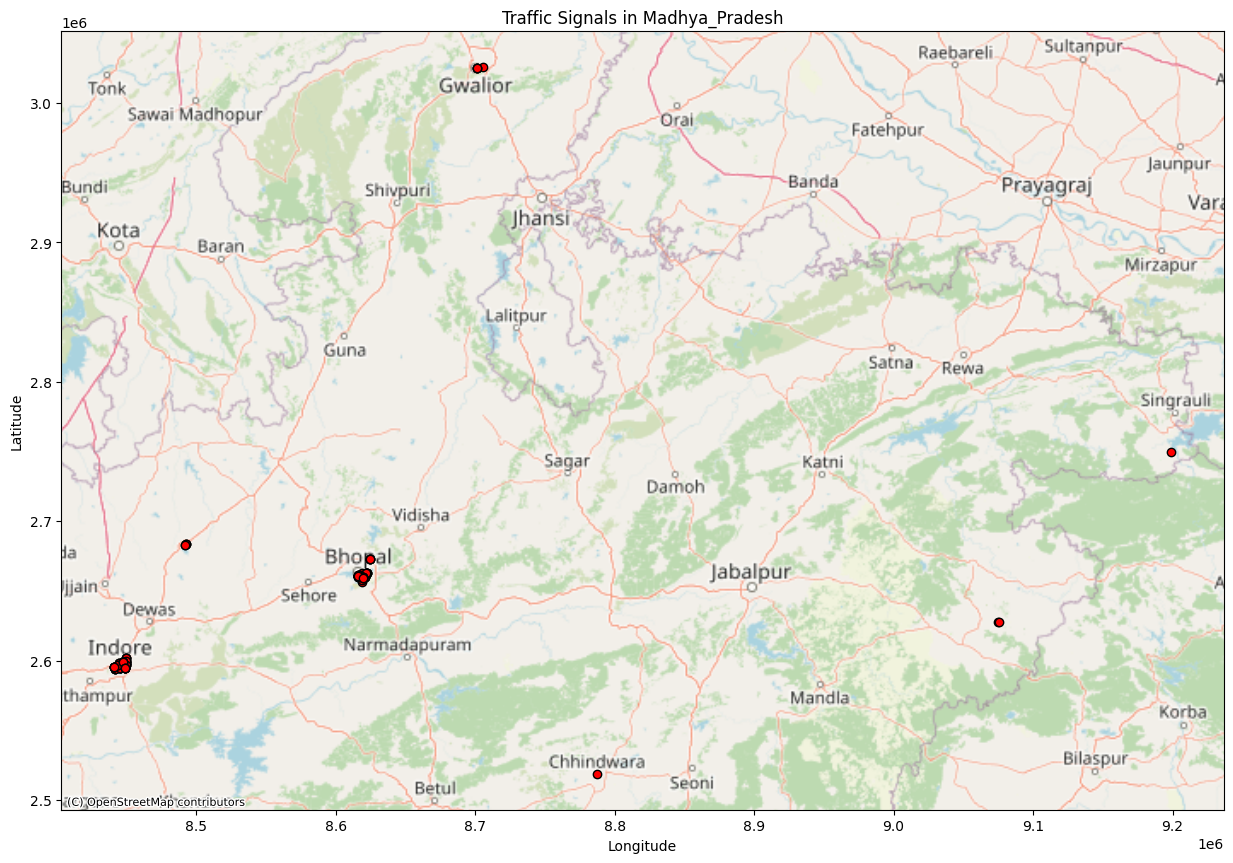 Traffic Signals in Madhya_Pradesh
1e6
Raebareli
Sultanpur
Tonk
Gwalior
3.0
Sawai Madhopur
Orai
Fatehpur
Jaunpur
Bundi
Shivpuri
Banda
Prayagraj
Vara
Jhansi
Kota
2.9
Baran
Mirzapur
Lalitpur
Guna
Satna
Rewa
2.8
Singrauli
Latitude
Sagar
Katni
Damoh
Vidisha
2.7
da
Bhopal
Jabalpur
Ujjain
Sehore
Dewas
Indore
Narmadapuram
2.6
thampur
Mandla
Korba
Chhindwara
Bilaspur
Seoni
Betul
2.5
(C) OpenStreetMap contributors
8.5
8.6
8.7
8.8
8.9
9.0
9.1
9.2
Longitude
1e6